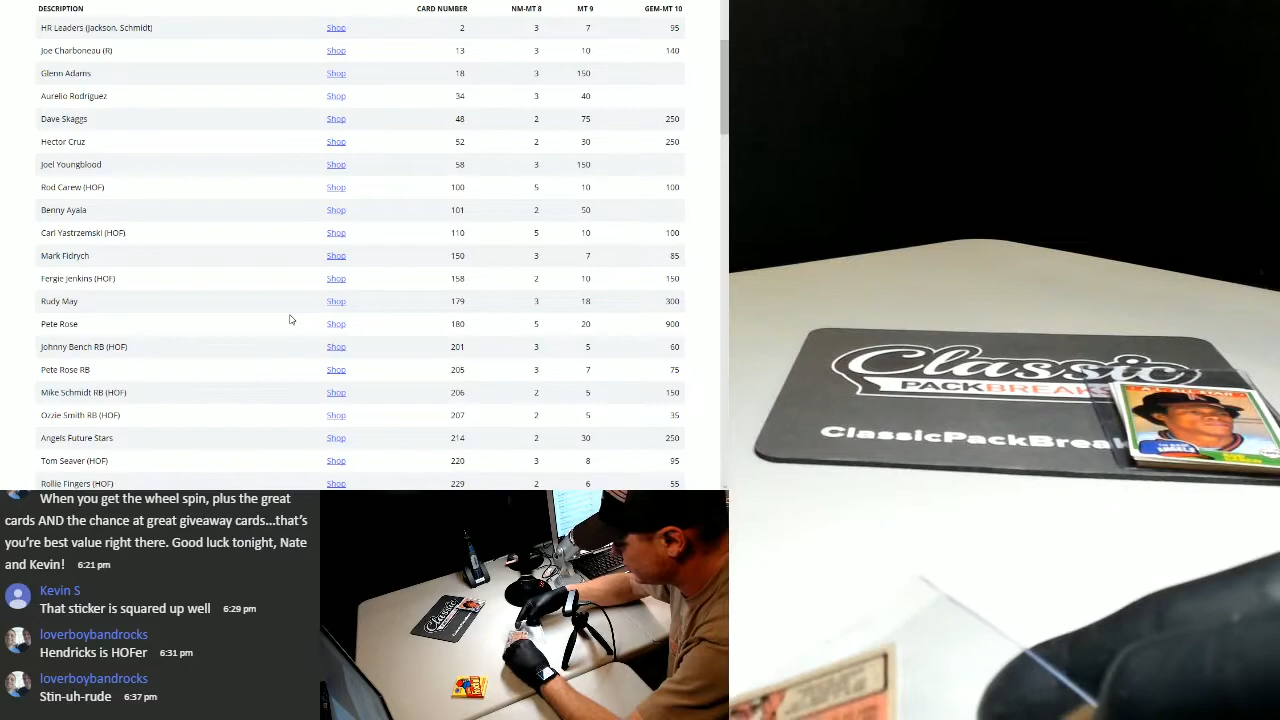 DESCRIPTION CARD NUMBER NM-MT 8 MT 9 GEM-MT 10
HR Leaders (Jackson, Schmidt) Shop 2 3 7 95
Joe Charboneau (R) Shop 13 3 10 140
Glenn Adams Shop 18 3 150
Aurelio Rodriguez Shop 34 3 40
Dave Skaggs Shop 48 2 75 250
Hector Cruz Shop 52 2 30 250
Joel Youngblood Shop 58 3 150
Rod Carew (HOF) Shop 100 5 10 100
Benny Ayala Shop 101 2 50
Carl Yastrzemski (HOF) Shop 110 5 10 100
Mark Fidrych Shop 150 3 7 85
Fergie Jenkins (HOF) Shop 158 2 10 150
Rudy May Shop 179 3 18 300
Pete Rose Shop 180 5 20 900
Johnny Bench RB (HOF) Shop 201 3 5 60
Pete Rose RB Shop 205 3 7 75
Mike Schmidt RB (HOF) Shop 206 2 5 150
Ozzie Smith RB (HOF) Shop 207 2 5 35
Angels Future Stars Shop 214 2 30 250
Tom Seaver (HOF) Shop 220 3 8 95
Rollie Fingers (HOF) Shop 229 2 6 55
When you get the wheel spin, plus the great
cards AND the chance at great giveaway cards...that's
you're best value right there. Good luck tonight, Nate
and Kevin! 6:21 pm
Kevin S
That sticker is squared up well 6:29 pm
loverboybandrocks
Hendricks is HOFer 6:31 pm
loverboybandrocks
Stin-uh-rude 6:37 pm
Classic
PACKBREAKS
ClassicPackBreak